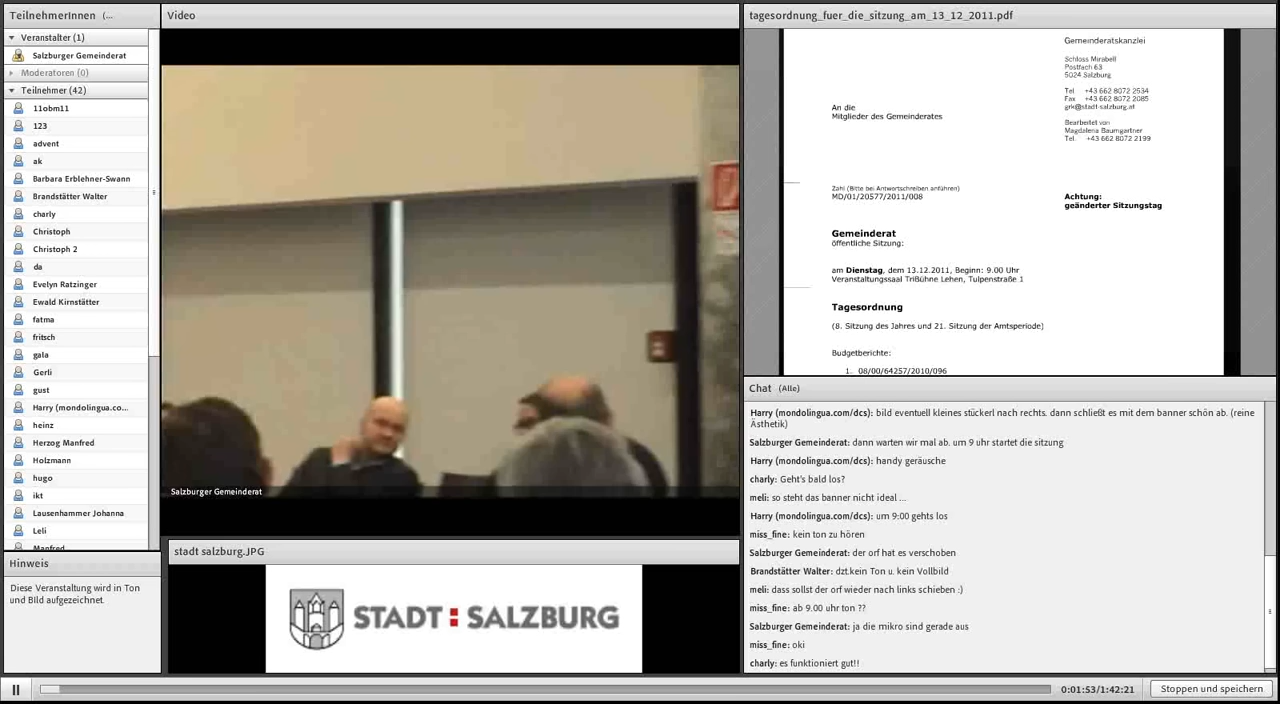 TeilnehmerInnen (...
Veranstalter (1)
Salzburger Gemeinderat
Moderatoren (0)
Teilnehmer (42)
11obm11
123
advent
ak
Barbara Erblehner-Swann
Brandstätter Walter
charly
Christoph
Christoph 2
da
Evelyn Ratzinger
Ewald Kirnstätter
fatma
fritsch
gala
Gerli
gust
Harry (mondolingua.co...
heinz
Herzog Manfred
Holzmann
hugo
ikt
Lausenhammer Johanna
Leli
Manfred
Hinweis
Diese Veranstaltung wird in Ton
und Bild aufgezeichnet.
Video
Salzburger Gemeinderat
stadt salzburg.JPG
STADT:SALZBURG
tagesordnung_fuer_die_sitzung_am_13_12_2011.pdf
Gemeinderatskanzlei
Schloss Mirabell
Postfach 63
5024 Salzburg
Tel +43 662 8072 2534
Fax +43 662 8072 2085
grk@stadt-salzburg.at
Bearbeitet von
Magdalena Baumgartner
Tel. +43 662 8072 2199
An die
Mitglieder des Gemeinderates
Zahl (Bitte bei Antwortschreiben anführen)
MD/01/20577/2011/008
Achtung:
geänderter Sitzungstag
Gemeinderat
öffentliche Sitzung:
am Dienstag, dem 13.12.2011, Beginn: 9.00 Uhr
Veranstaltungssaal TriBühne Lehen, Tulpenstraße 1
Tagesordnung
(8. Sitzung des Jahres und 21. Sitzung der Amtsperiode)
Budgetberichte:
1. 08/00/64257/2010/096
Chat (Alle)
Harry (mondolingua.com/dcs): bild eventuell kleines stückerl nach rechts. dann schließt es mit dem banner schön ab. (reine
Ästhetik)
Salzburger Gemeinderat: dann warten wir mal ab. um 9 uhr startet die sitzung
Harry (mondolingua.com/dcs): handy geräusche
charly: Geht's bald los?
meli: so steht das banner nicht ideal ...
Harry (mondolingua.com/dcs): um 9:00 gehts los
miss_fine: kein ton zu hören
Salzburger Gemeinderat: der orf hat es verschoben
Brandstätter Walter: dzt.kein Ton u. kein Vollbild
meli: dass sollst der orf wieder nach links schieben :)
miss_fine: ab 9.00 uhr ton ??
Salzburger Gemeinderat: ja die mikro sind gerade aus
miss_fine: oki
charly: es funktioniert gut!!
0:01:53/1:42:21
Stoppen und speichern